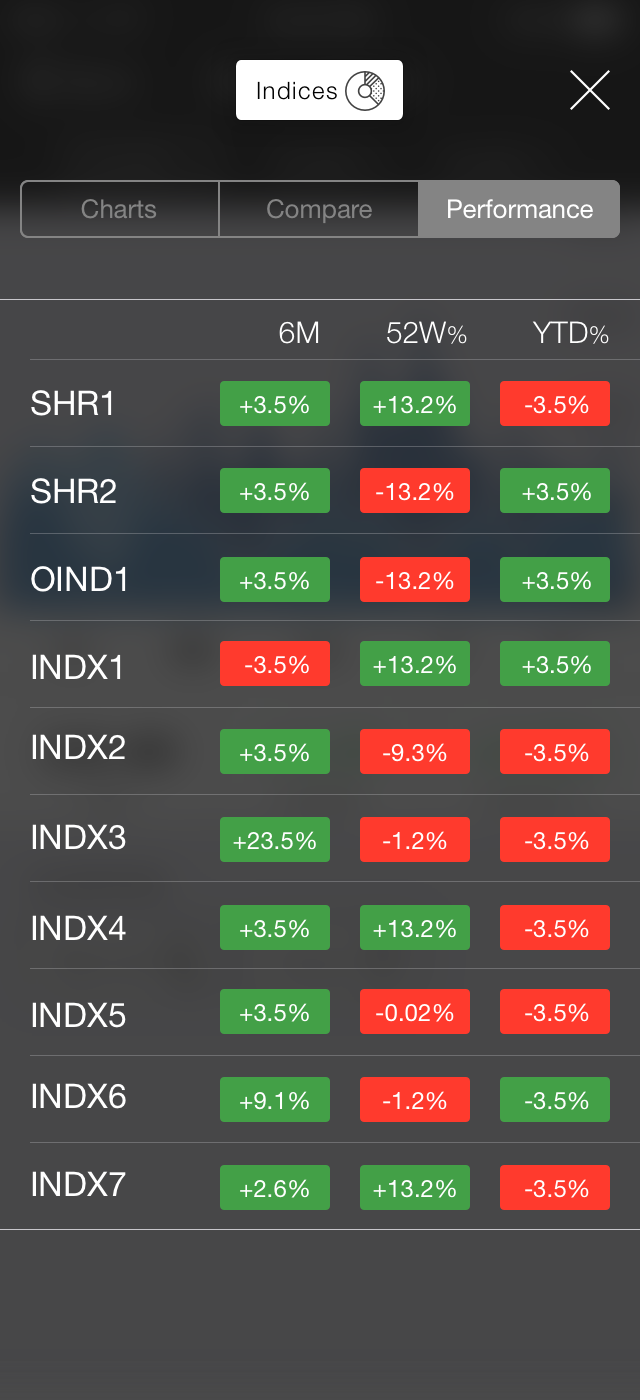 Indices
Charts Compare Performance
6M 52W% YTD%
SHR1 +3.5% +13.2% -3.5%
SHR2 +3.5% -13.2% +3.5%
OIND1 +3.5% -13.2% +3.5%
INDX1 -3.5% +13.2% +3.5%
INDX2 +3.5% -9.3% -3.5%
INDX3 +23.5% -1.2% -3.5%
INDX4 +3.5% +13.2% -3.5%
INDX5 +3.5% -0.02% -3.5%
INDX6 +9.1% -1.2% -3.5%
INDX7 +2.6% +13.2% -3.5%